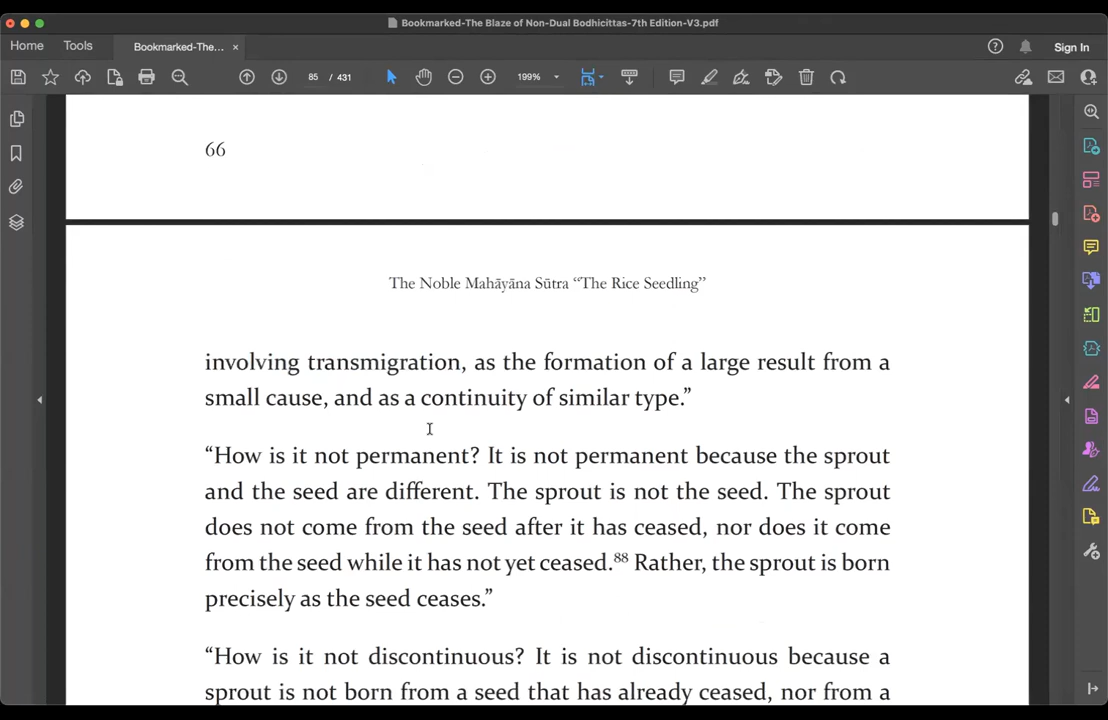 Bookmarked-The Blaze of Non-Dual Bodhicittas-7th Edition-V3.pdf
Home Tools Bookmarked-The... × Sign In
85 / 431 199%
66
The Noble Mahāyāna Sūtra “The Rice Seedling”
involving transmigration, as the formation of a large result from a
small cause, and as a continuity of similar type.”
“How is it not permanent? It is not permanent because the sprout
and the seed are different. The sprout is not the seed. The sprout
does not come from the seed after it has ceased, nor does it come
from the seed while it has not yet ceased.⁸⁸ Rather, the sprout is born
precisely as the seed ceases.”
“How is it not discontinuous? It is not discontinuous because a
sprout is not born from a seed that has already ceased, nor from a